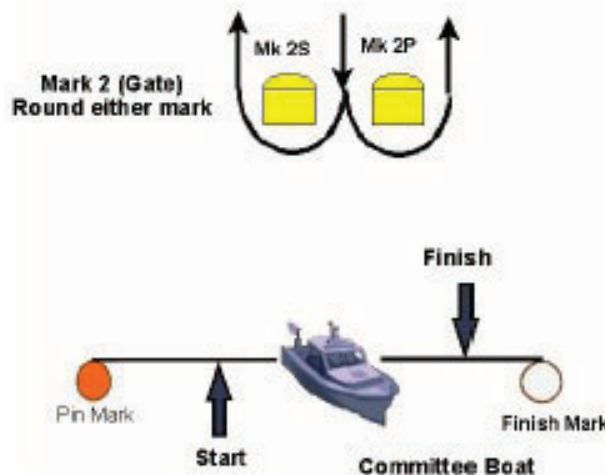 Mk 2S
Mk 2P
Mark 2 (Gate)
Round either mark
Finish
Pin Mark
Finish Mark
Start
Committee Boat